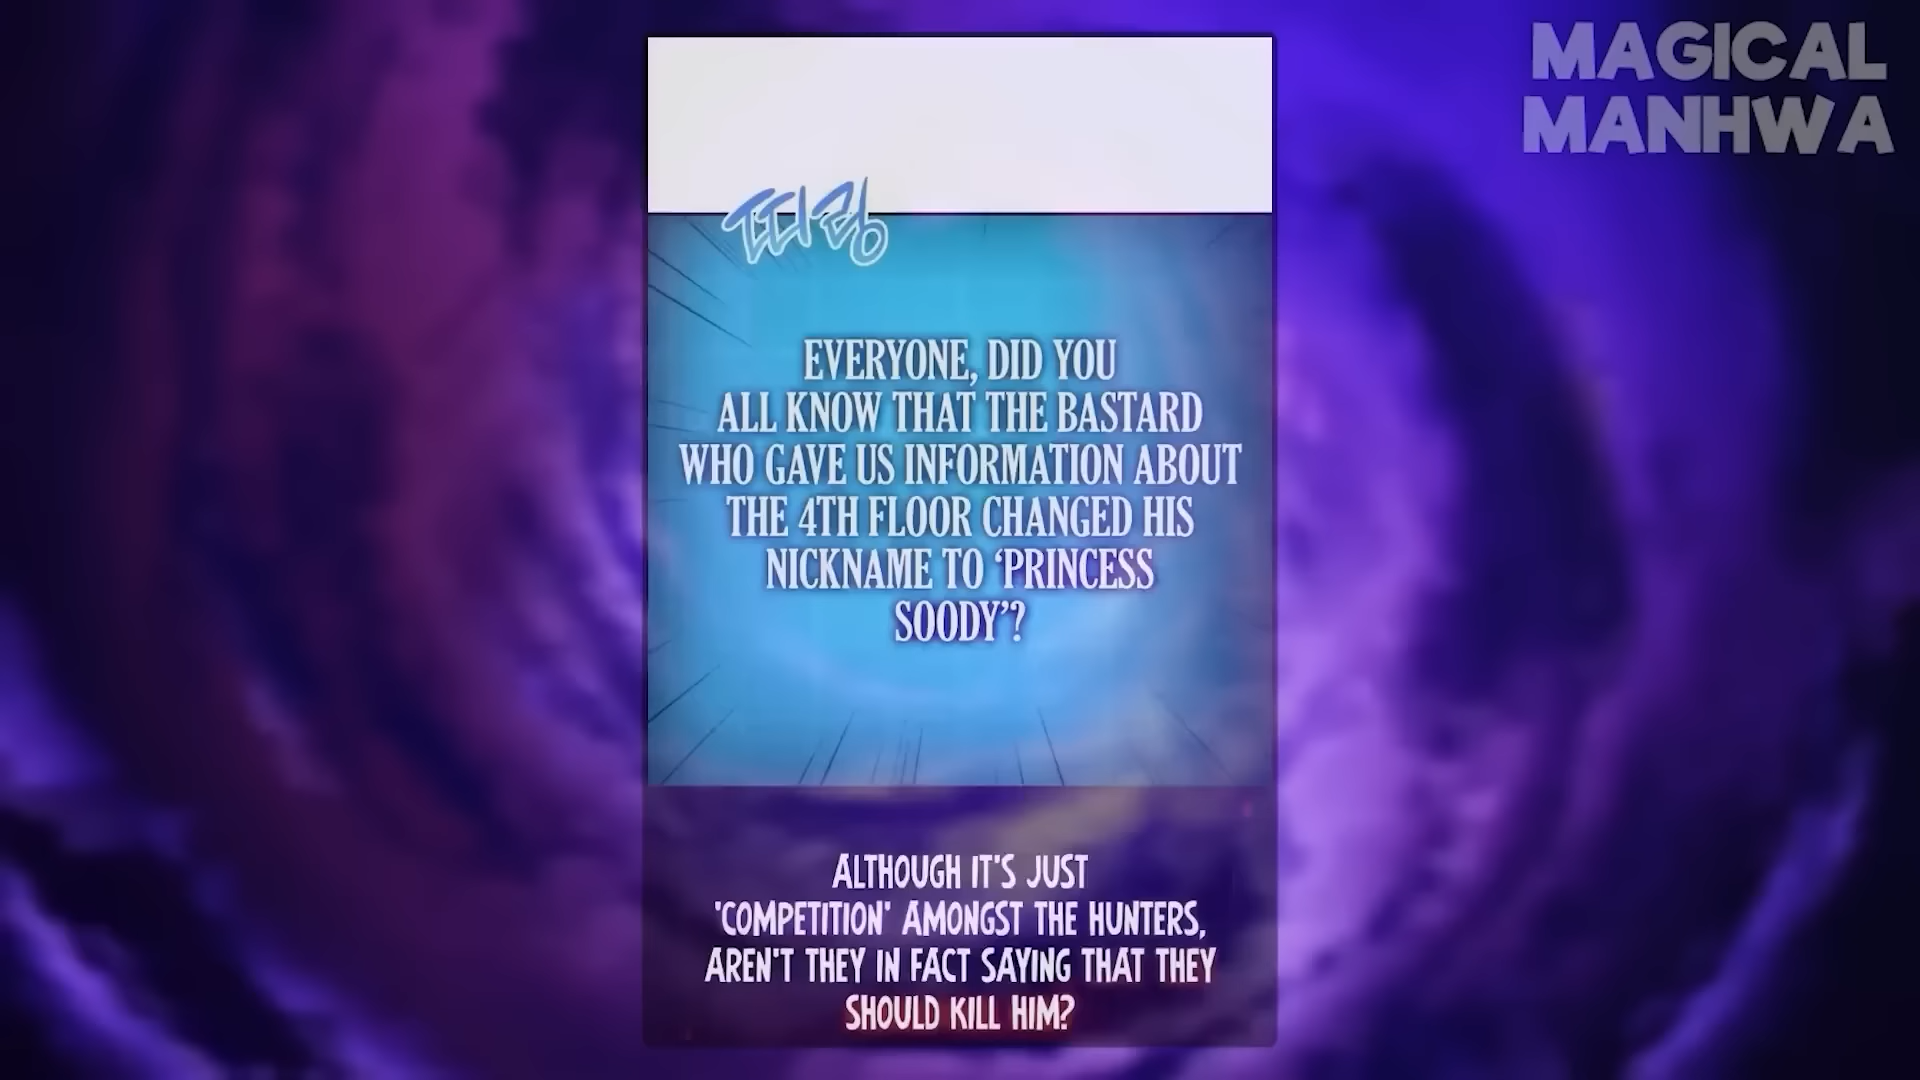 MAGICAL
MANHWA
띠링
EVERYONE, DID YOU
ALL KNOW THAT THE BASTARD
WHO GAVE US INFORMATION ABOUT
THE 4TH FLOOR CHANGED HIS
NICKNAME TO ‘PRINCESS
SOODY’?
ALTHOUGH IT'S JUST
'COMPETITION' AMONGST THE HUNTERS,
AREN'T THEY IN FACT SAYING THAT THEY
SHOULD KILL HIM?